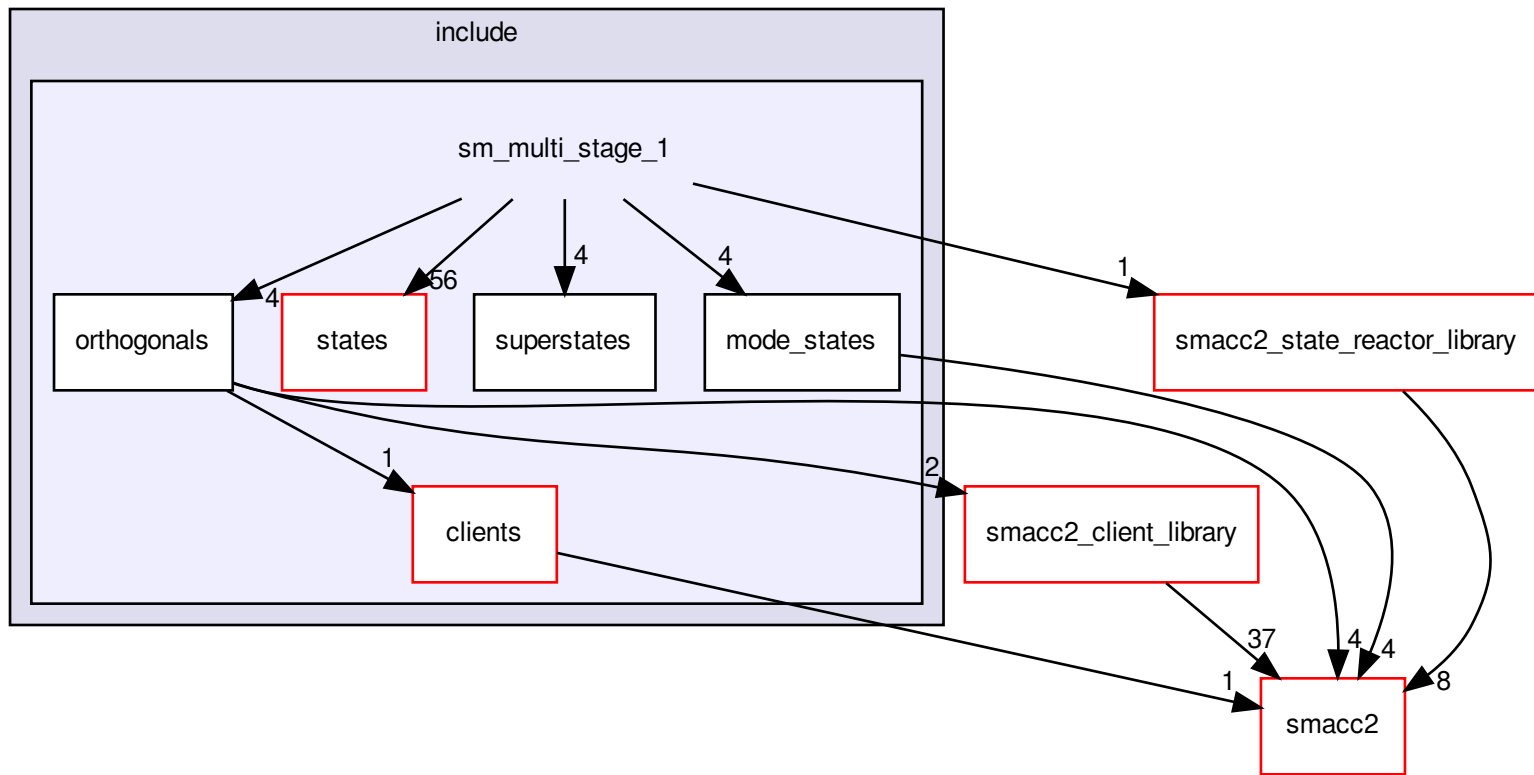 include
sm_multi_stage_1
4
56
4
4
1
orthogonals
states
superstates
mode_states
smacc2_state_reactor_library
1
2
clients
smacc2_client_library
37
4
4
1
8
smacc2